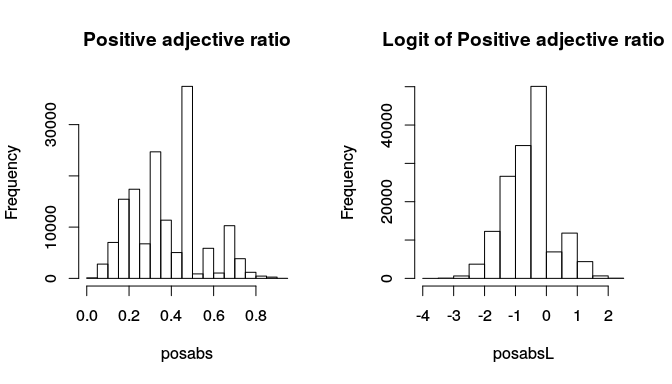 Positive adjective ratio
Frequency
0 10000 30000
0.0 0.2 0.4 0.6 0.8
posabs
Logit of Positive adjective ratio
Frequency
0 20000 40000
-4 -3 -2 -1 0 1 2
posabsL